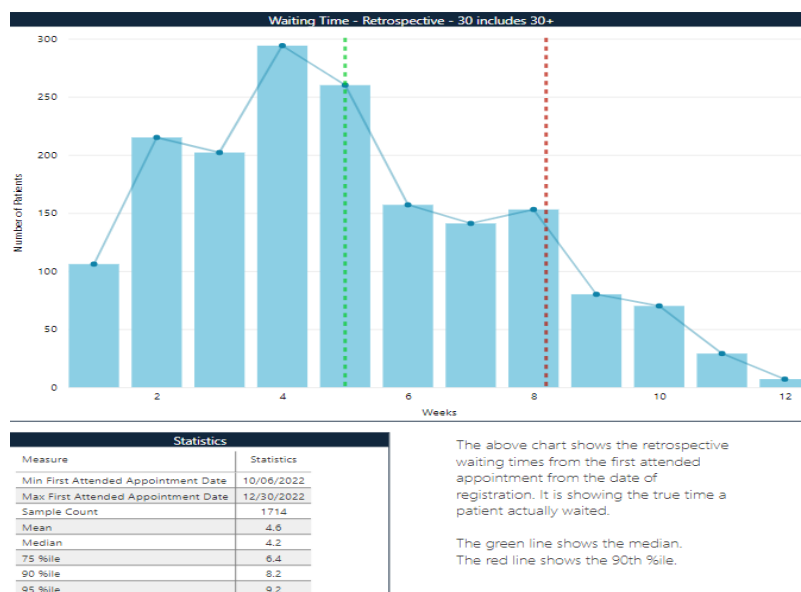 Waiting Time - Retrospective - 30 includes 30+
300
250
200
150
100
50
0
Number of Patients
2 4 6 8 10 12
Weeks
Statistics
Measure Statistics
Min First Attended Appointment Date 10/06/2022
Max First Attended Appointment Date 12/30/2022
Sample Count 1714
Mean 4.6
Median 4.2
75 %ile 6.4
90 %ile 8.2
95 %ile 9.2
The above chart shows the retrospective
waiting times from the first attended
appointment from the date of
registration. It is showing the true time a
patient actually waited.
The green line shows the median.
The red line shows the 90th %ile.